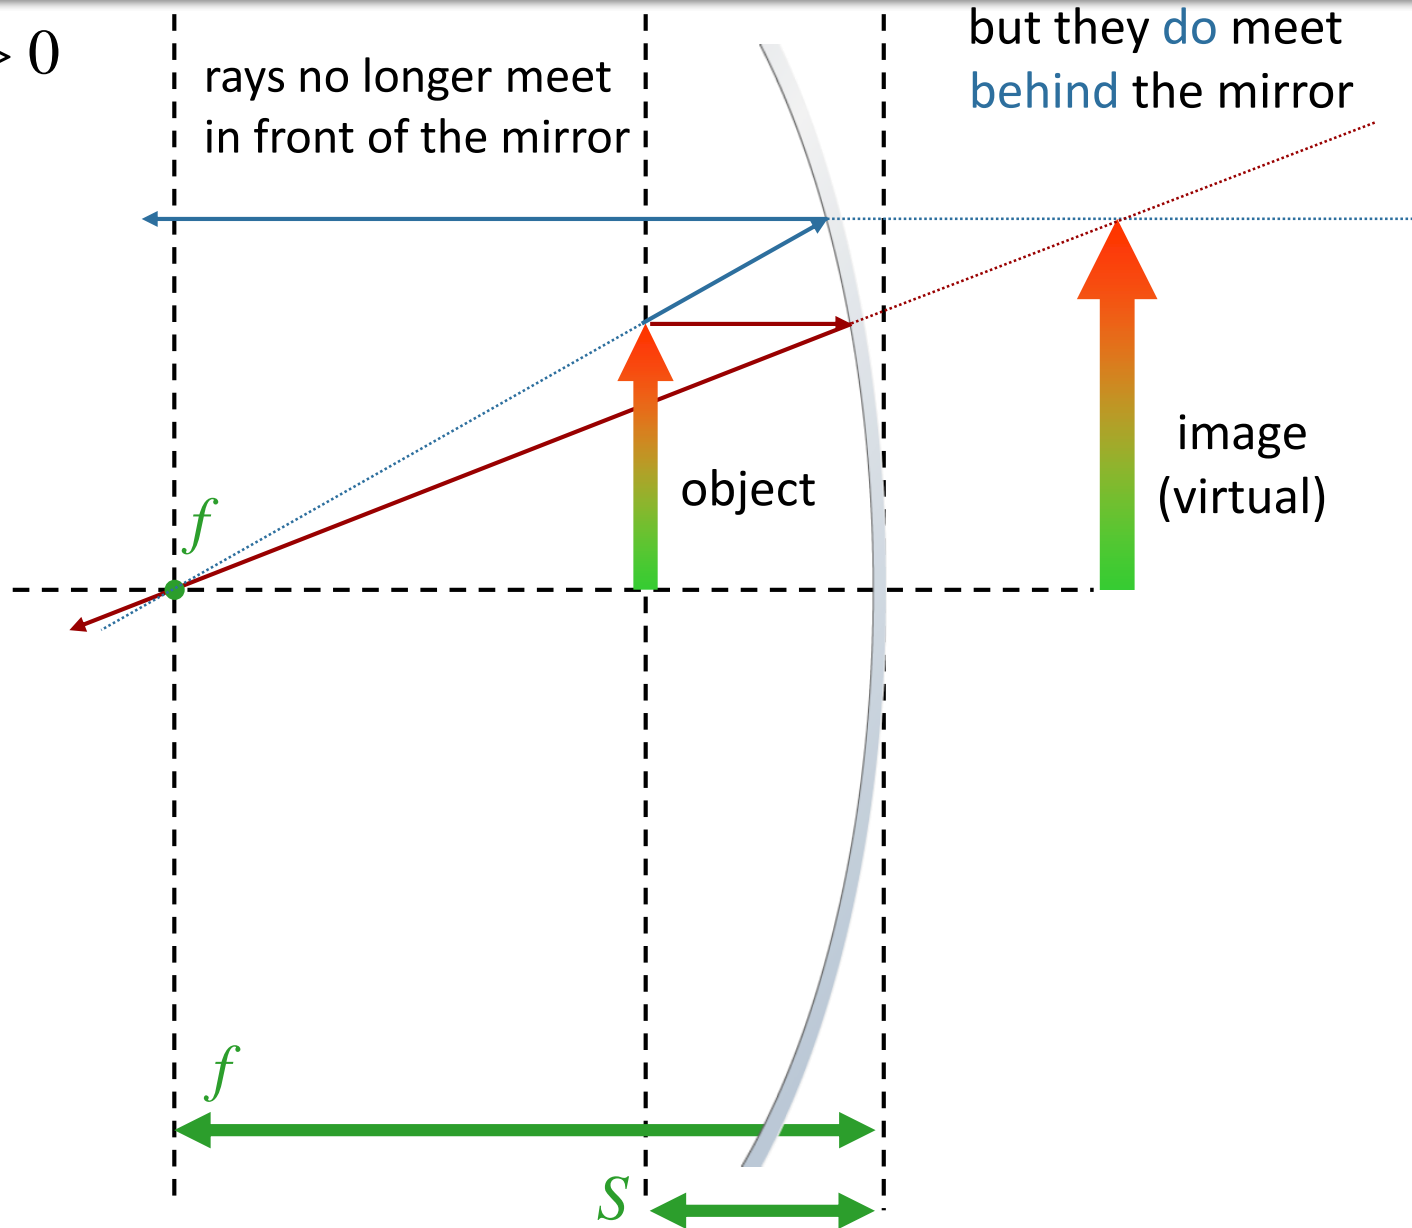 > 0
rays no longer meet
in front of the mirror
but they do meet
behind the mirror
image
(virtual)
object
f
f
S